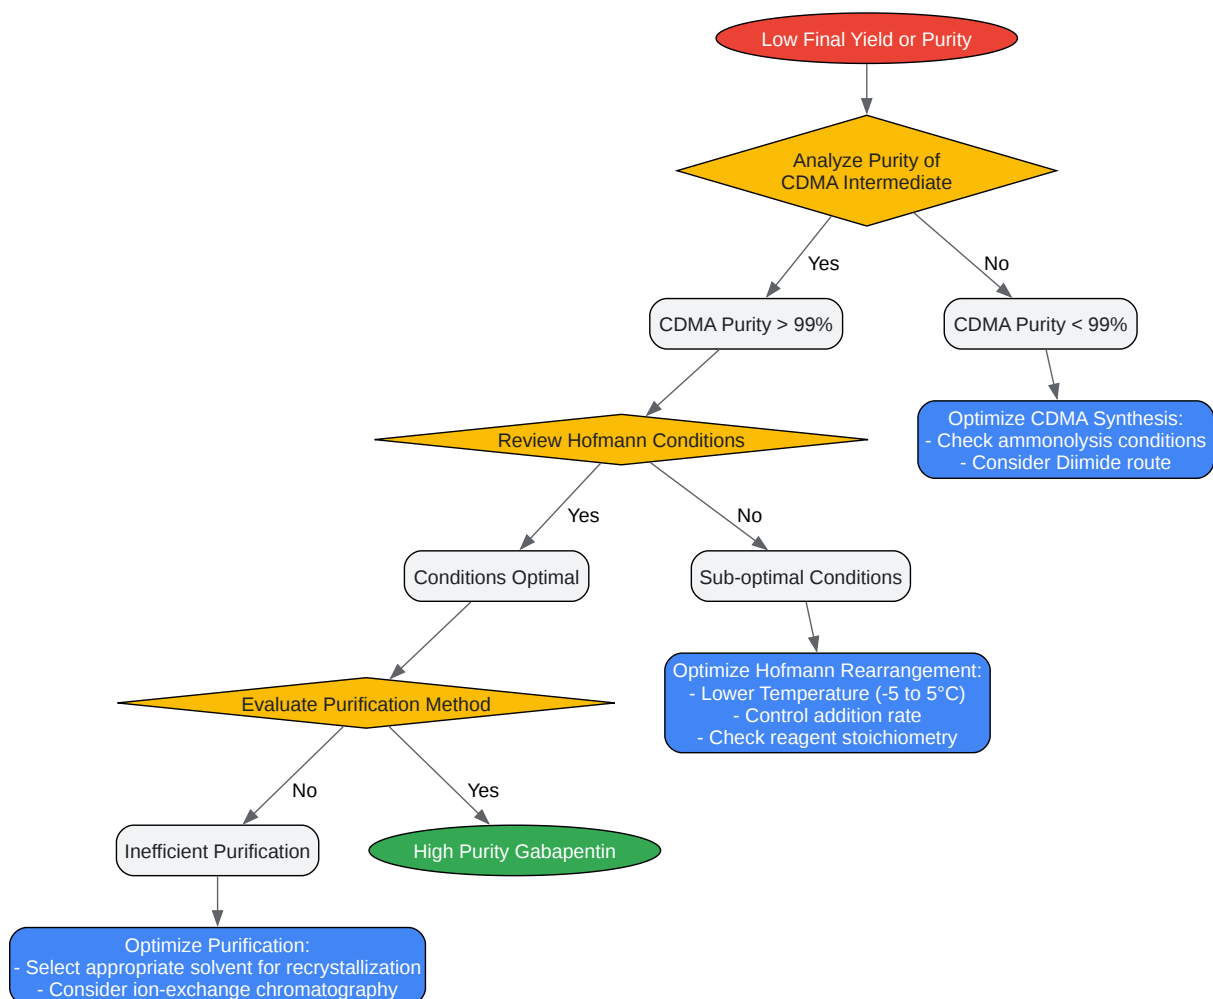 Low Final Yield or Purity
Analyze Purity of
CDMA Intermediate
Yes
No
CDMA Purity > 99%
CDMA Purity < 99%
Optimize CDMA Synthesis:
- Check ammonolysis conditions
- Consider Diimide route
Review Hofmann Conditions
Yes
No
Conditions Optimal
Sub-optimal Conditions
Optimize Hofmann Rearrangement:
- Lower Temperature (-5 to 5°C)
- Control addition rate
- Check reagent stoichiometry
Evaluate Purification Method
No
Yes
Inefficient Purification
High Purity Gabapentin
Optimize Purification:
- Select appropriate solvent for recrystallization
- Consider ion-exchange chromatography